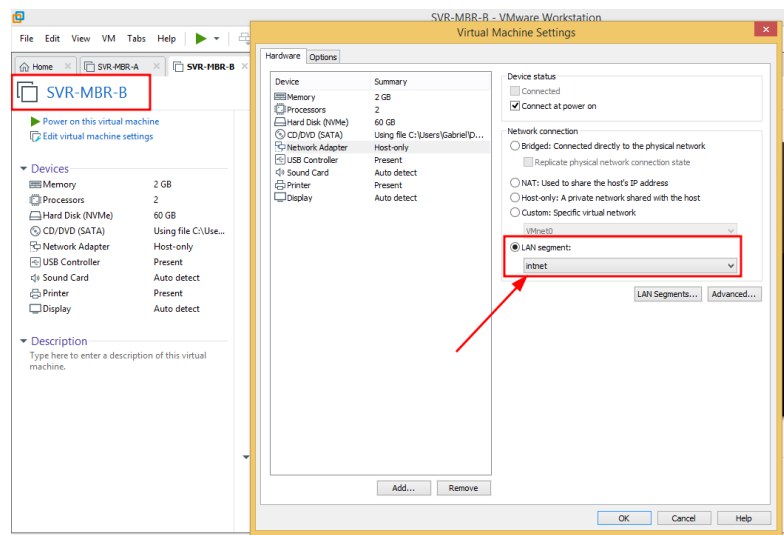 SVR-MBR-B - VMware Workstation
File Edit View VM Tabs Help
Home SVR-MBR-A SVR-MBR-B
SVR-MBR-B
Power on this virtual machine
Edit virtual machine settings
Devices
Memory 2 GB
Processors 2
Hard Disk (NVMe) 60 GB
CD/DVD (SATA) Using file C:\Use...
Network Adapter Host-only
USB Controller Present
Sound Card Auto detect
Printer Present
Display Auto detect
Description
Type here to enter a description of this virtual
machine.
Virtual Machine Settings
Hardware Options
Device Summary
Memory 2 GB
Processors 2
Hard Disk (NVMe) 60 GB
CD/DVD (SATA) Using file C:\Users\Gabriel\D...
Network Adapter Host-only
USB Controller Present
Sound Card Auto detect
Printer Present
Display Auto detect
Add... Remove
Device status
Connected
Connect at power on
Network connection
Bridged: Connected directly to the physical network
Replicate physical network connection state
NAT: Used to share the host's IP address
Host-only: A private network shared with the host
Custom: Specific virtual network
VMnet0
LAN segment:
intnet
LAN Segments... Advanced...
OK Cancel Help